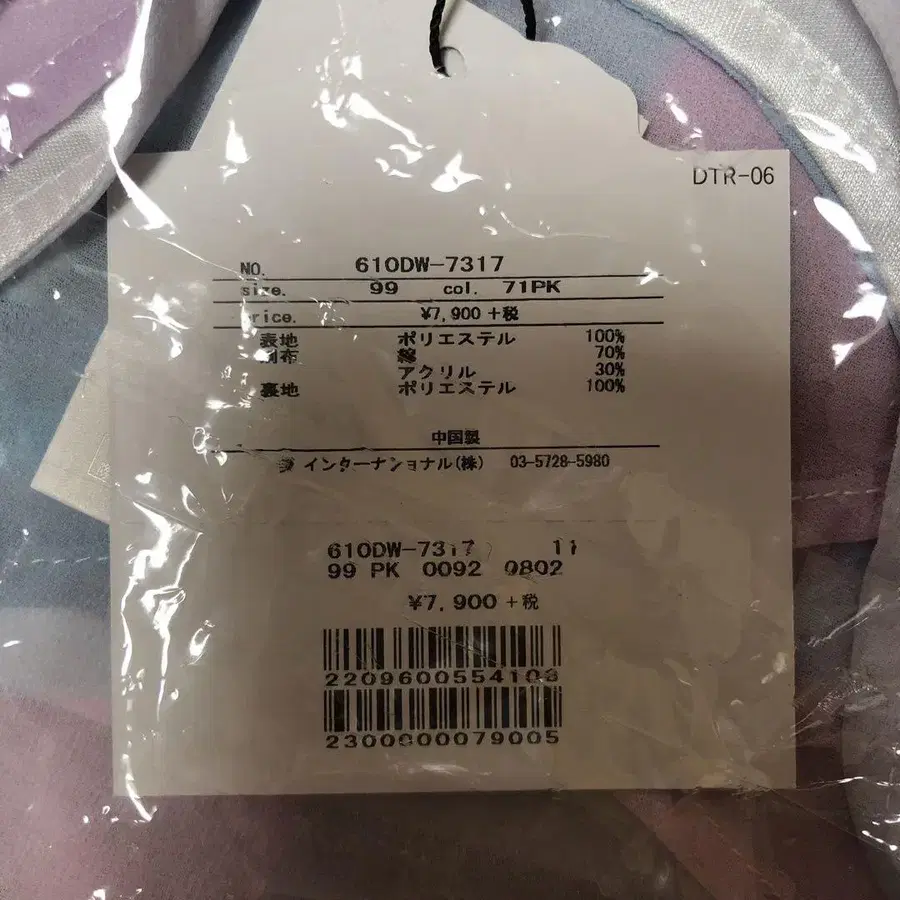 DTR-06
NO. 610DW-7317
size. 99 col. 71PK
price. ¥7,900 +税
表地 ポリエステル 100%
別布 綿 70%
アクリル 30%
裏地 ポリエステル 100%
中国製
インターナショナル(株) 03-5728-5980
610DW-7317 11
99 PK 0092 0802
¥7,900 +税
2209600554103
2300000079005